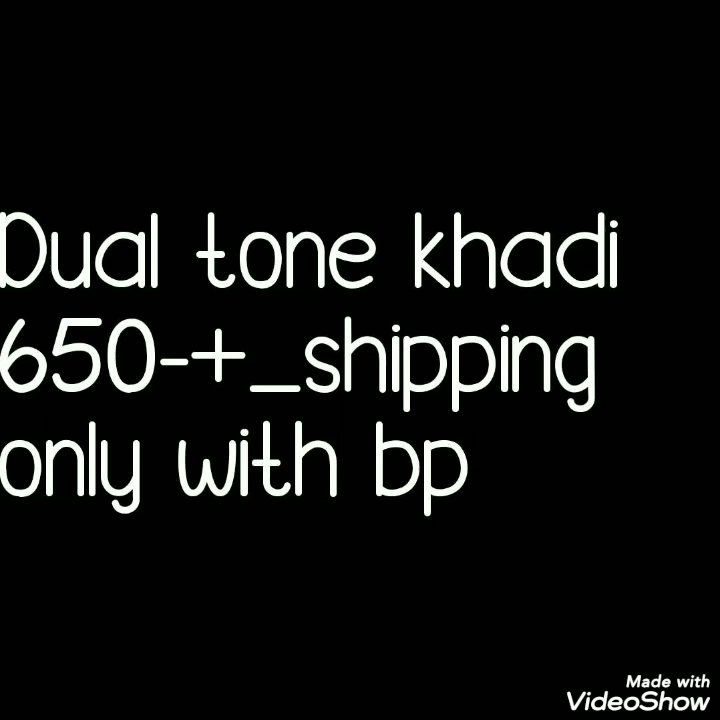 Dual tone khadi
650-+_shipping
only with bp
Made with
VideoShow